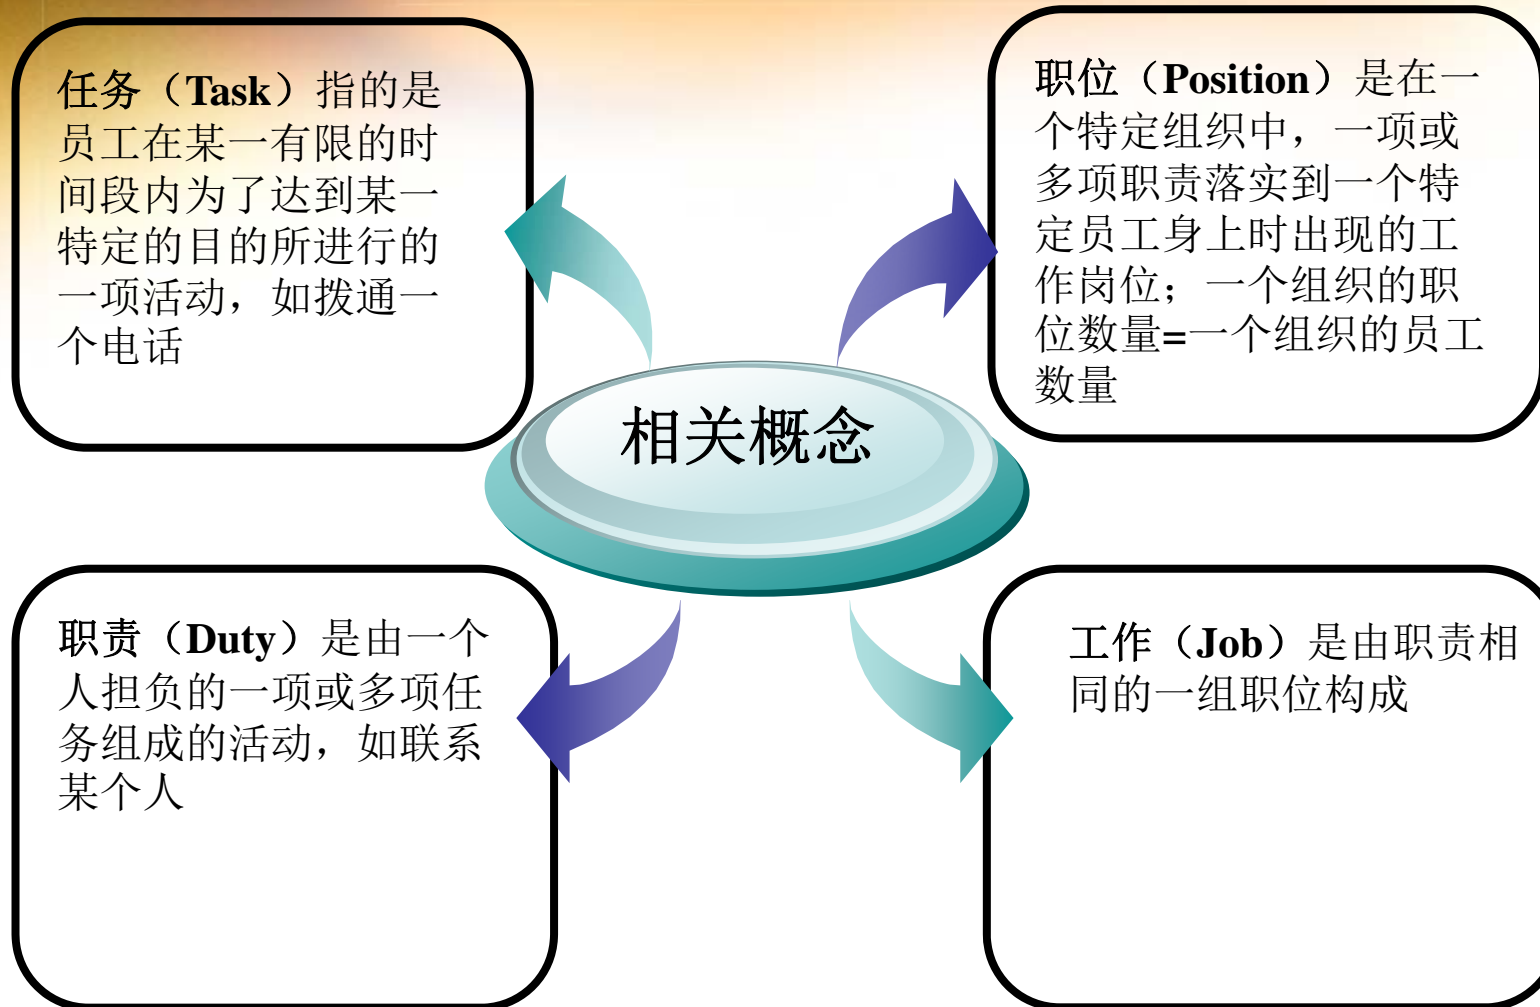 任务（Task）指的是
员工在某一有限的时
间段内为了达到某一
特定的目的所进行的
一项活动，如拨通一
个电话
职位（Position）是在一
个特定组织中，一项或
多项职责落实到一个特
定员工身上时出现的工
作岗位；一个组织的职
位数量=一个组织的员工
数量
相关概念
职责（Duty）是由一个
人担负的一项或多项任
务组成的活动，如联系
某个人
工作（Job）是由职责相
同的一组职位构成